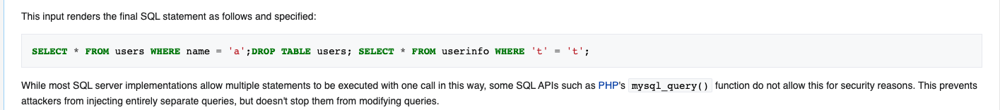 This input renders the final SQL statement as follows and specified:
SELECT * FROM users WHERE name = 'a';DROP TABLE users; SELECT * FROM userinfo WHERE 't' = 't';
While most SQL server implementations allow multiple statements to be executed with one call in this way, some SQL APIs such as PHP's mysql_query() function do not allow this for security reasons. This prevents
attackers from injecting entirely separate queries, but doesn't stop them from modifying queries.